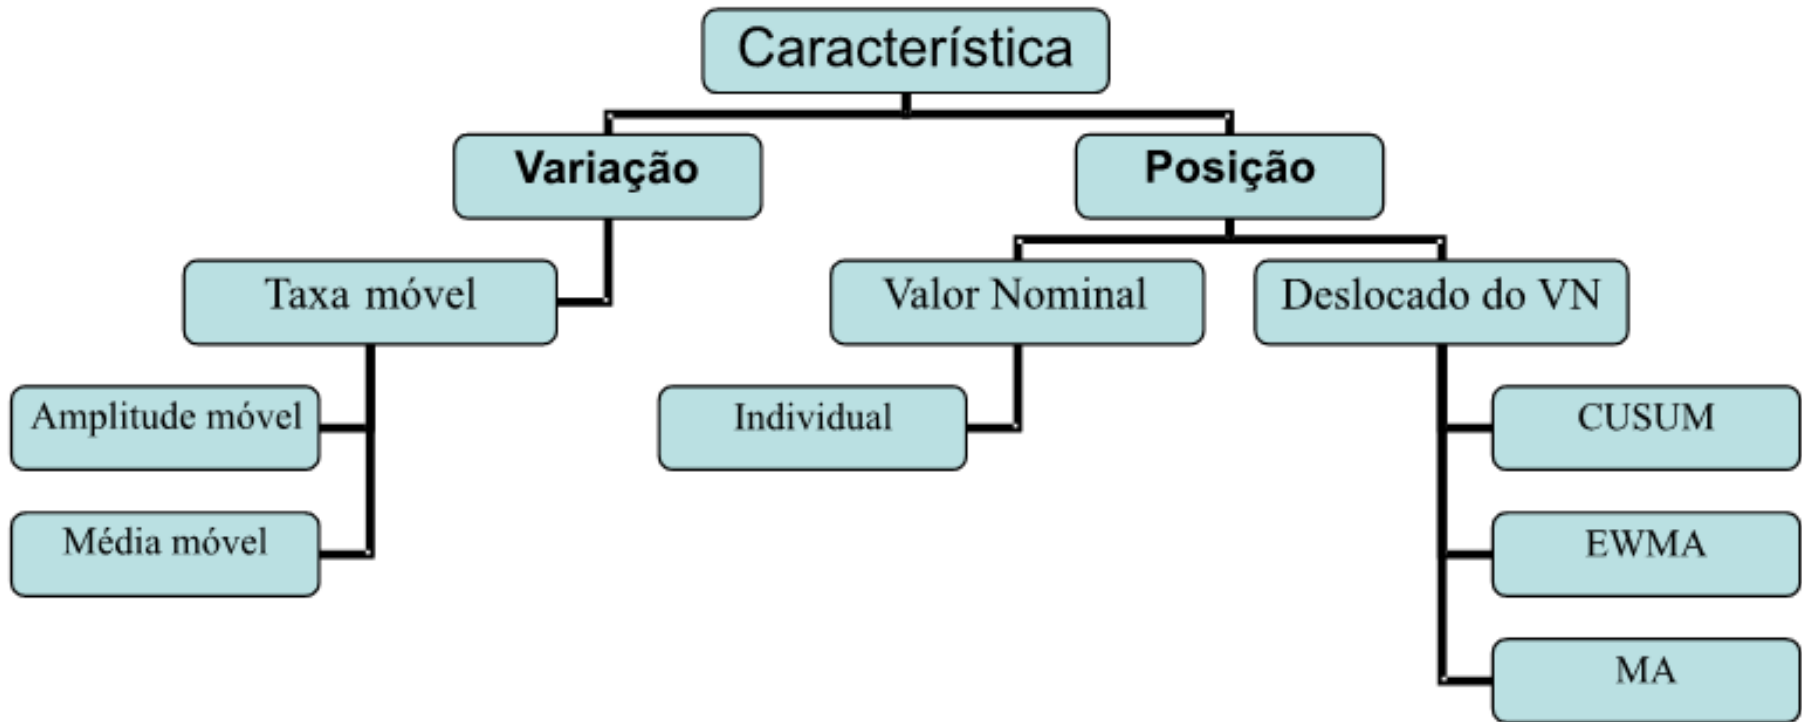 Característica
Variação
Posição
Taxa móvel
Valor Nominal
Deslocado do VN
Amplitude móvel
Individual
CUSUM
Média móvel
EWMA
MA